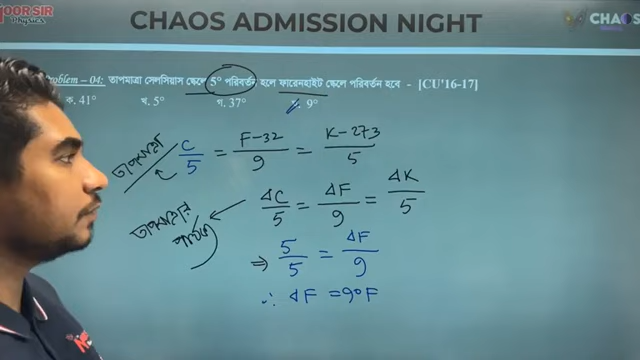 NOOR SIR
Physics
CHAOS ADMISSION NIGHT
CHAOS
Problem – 04: তাপমাত্রা সেলসিয়াস স্কেলে 5° পরিবর্তন হলে ফারেনহাইট স্কেলে পরিবর্তন হবে - [CU'16-17]
ক. 41° খ. 5° গ. 37° 9°
তাপমাত্রা C/5 = F-32/9 = K-273/5
তাপমাত্রার পার্থক্য ΔC/5 = ΔF/9 = ΔK/5
⇒ 5/5 = ΔF/9
∴ ΔF = 9°F